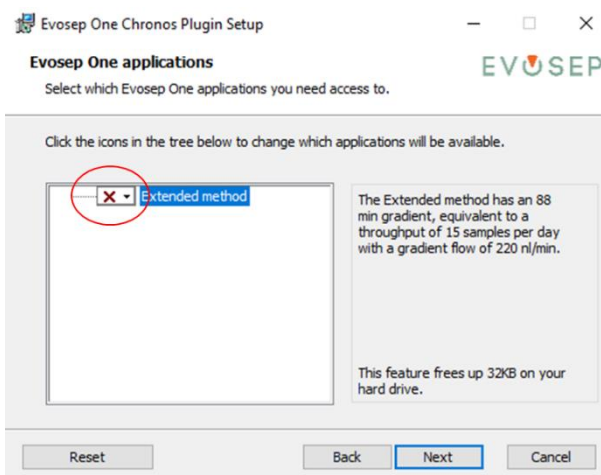 Evosep One Chronos Plugin Setup
Evosep One applications
EVOSEP
Select which Evosep One applications you need access to.
Click the icons in the tree below to change which applications will be available.
Extended method
The Extended method has an 88
min gradient, equivalent to a
throughput of 15 samples per day
with a gradient flow of 220 nl/min.
This feature frees up 32KB on your
hard drive.
Reset
Back
Next
Cancel